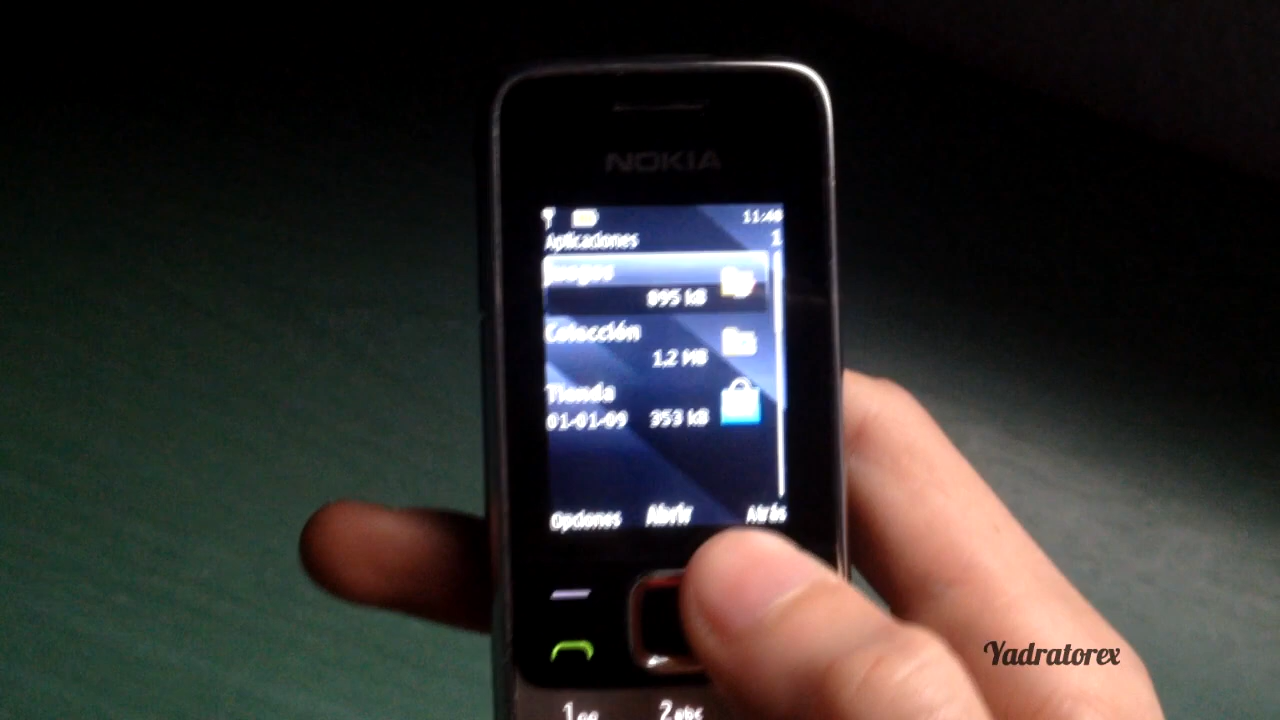 NOKIA
11:48
Aplicaciones 1
Juegos
895 kB
Colección
1,2 MB
Tienda
01-01-09 353 kB
Opciones Abrir Atrás
1
2abc
Yadratorex